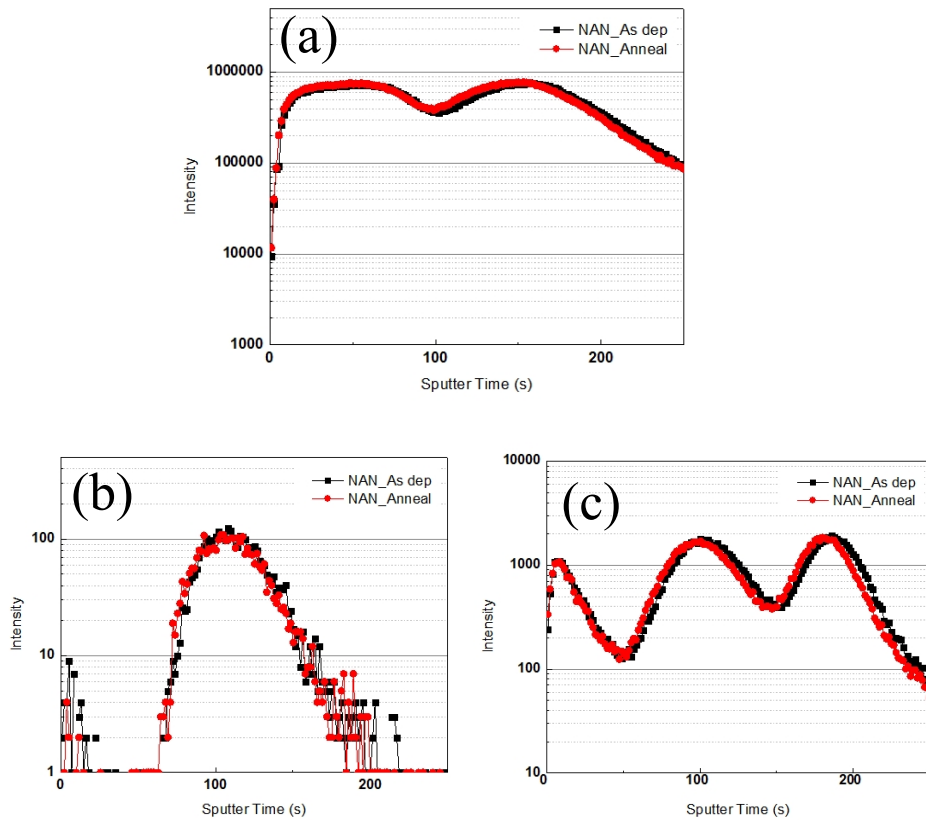 (a)
NAN_As dep
NAN_Anneal
1000000
100000
10000
1000
Intensity
0
100
200
Sputter Time (s)
(b)
NAN_As dep
NAN_Anneal
100
10
1
Intensity
0
100
200
Sputter Time (s)
(c)
NAN_As dep
NAN_Anneal
10000
1000
100
10
Intensity
0
100
200
Sputter Time (s)